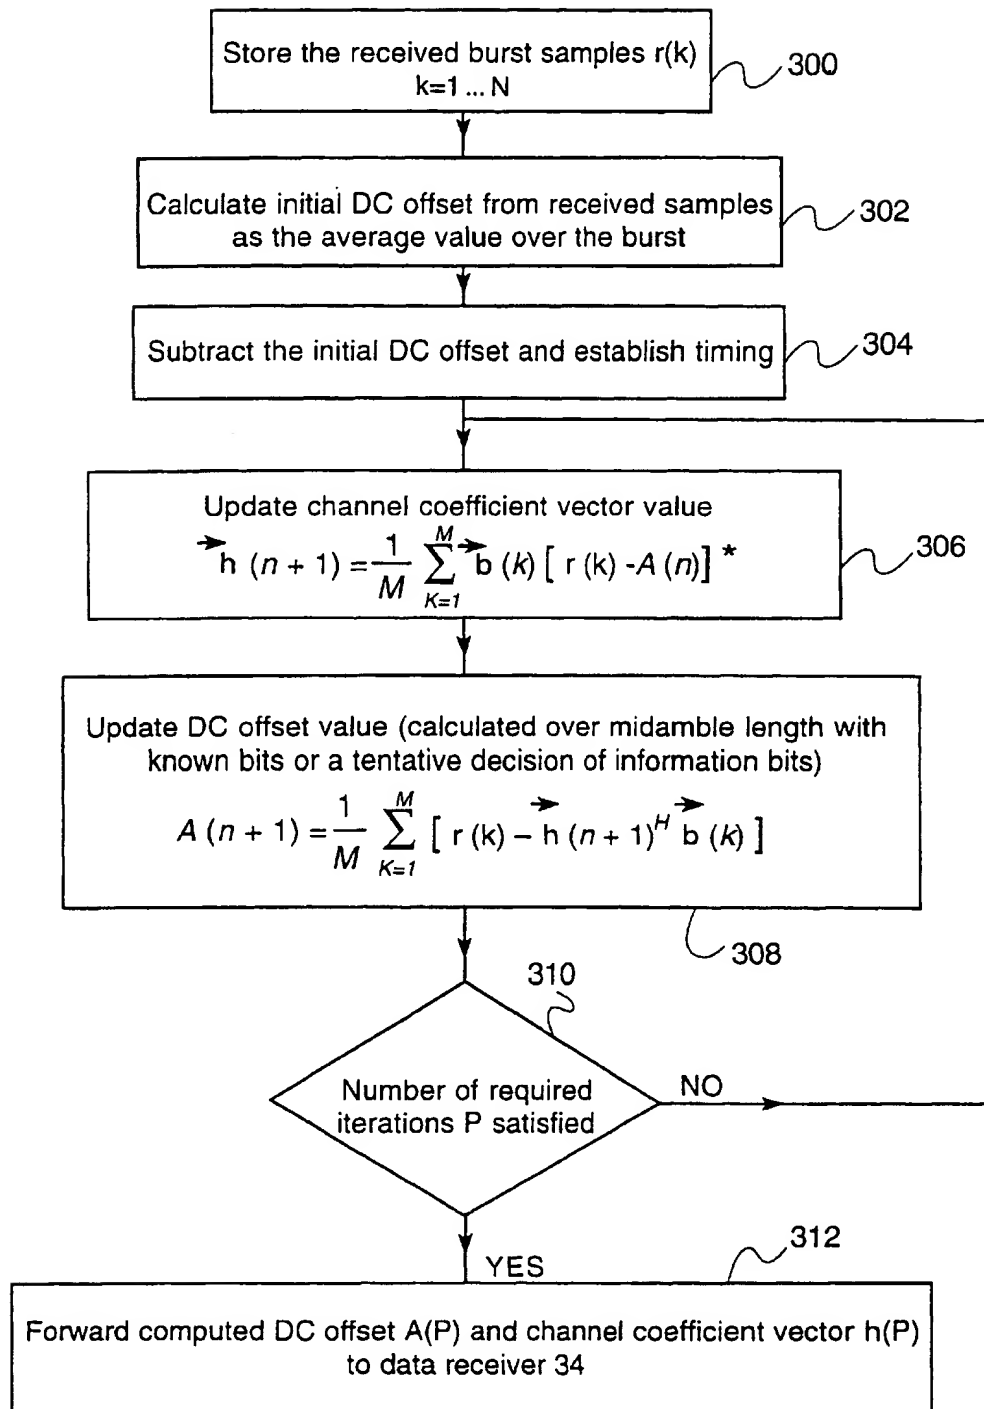 Store the received burst samples r(k)
k=1 ... N
300
Calculate initial DC offset from received samples
as the average value over the burst
302
Subtract the initial DC offset and establish timing
304
Update channel coefficient vector value
h⃗ (n + 1) = 1/M Σ_{K=1}^{M} b⃗ (k) [ r (k) -A (n)] *
306
Update DC offset value (calculated over midamble length with
known bits or a tentative decision of information bits)
A (n + 1) = 1/M Σ_{K=1}^{M} [ r (k) – h⃗ (n + 1)^H b⃗ (k) ]
308
310
Number of required
iterations P satisfied
NO
YES
312
Forward computed DC offset A(P) and channel coefficient vector h(P)
to data receiver 34